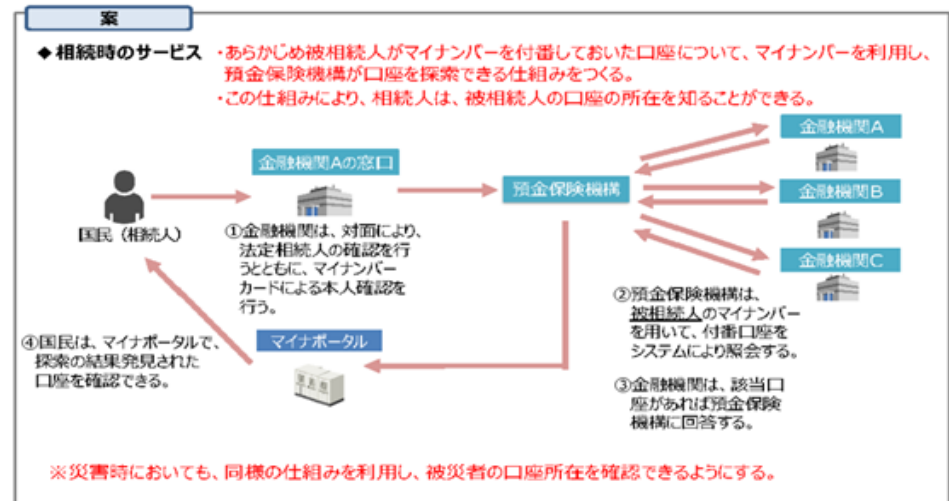 案
◆相続時のサービス
・あらかじめ被相続人がマイナンバーを付番しておいた口座について、マイナンバーを利用し、
預金保険機構が口座を探索できる仕組みをつくる。
・この仕組みにより、相続人は、被相続人の口座の所在を知ることができる。
国民（相続人）
金融機関Aの窓口
①金融機関は、対面により、
法定相続人の確認を行
うとともに、マイナンバー
カードによる本人確認を
行う。
預金保険機構
金融機関A
金融機関B
金融機関C
②預金保険機構は、
被相続人のマイナンバー
を用いて、付番口座を
システムにより照会する。
③金融機関は、該当口
座があれば預金保険
機構に回答する。
マイナポータル
④国民は、マイナポータルで、
探索の結果発見された
口座を確認できる。
※災害時においても、同様の仕組みを利用し、被災者の口座所在を確認できるようにする。